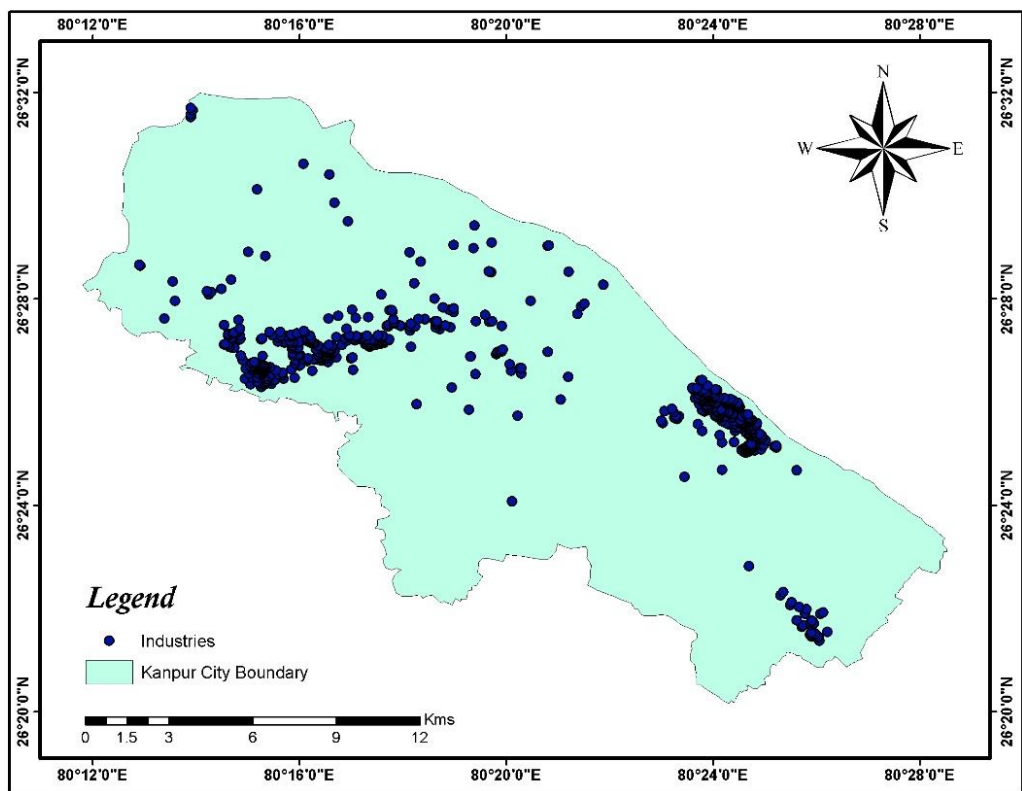 80°12'0"E 80°16'0"E 80°20'0"E 80°24'0"E 80°28'0"E
26°32'0"N 26°32'0"N
N
W E
S
26°28'0"N 26°28'0"N
26°24'0"N 26°24'0"N
Legend
Industries
Kanpur City Boundary
26°20'0"N 26°20'0"N
Kms
0 1.5 3 6 9 12
80°12'0"E 80°16'0"E 80°20'0"E 80°24'0"E 80°28'0"E